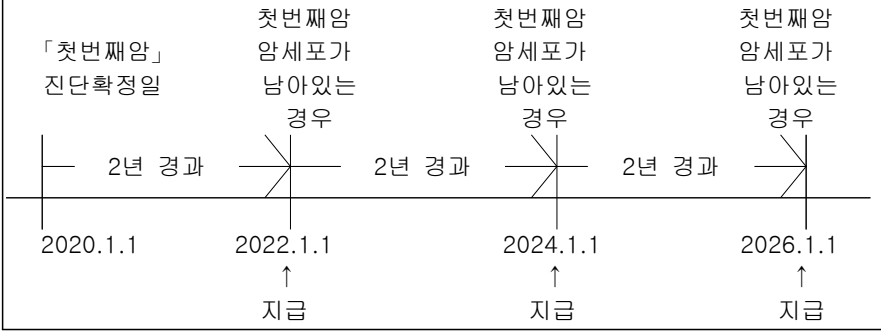 「첫번째암」
진단확정일
첫번째암
암세포가
남아있는
경우
첫번째암
암세포가
남아있는
경우
첫번째암
암세포가
남아있는
경우
2년 경과
2년 경과
2년 경과
2020.1.1
2022.1.1
2024.1.1
2026.1.1
↑
↑
↑
지급
지급
지급